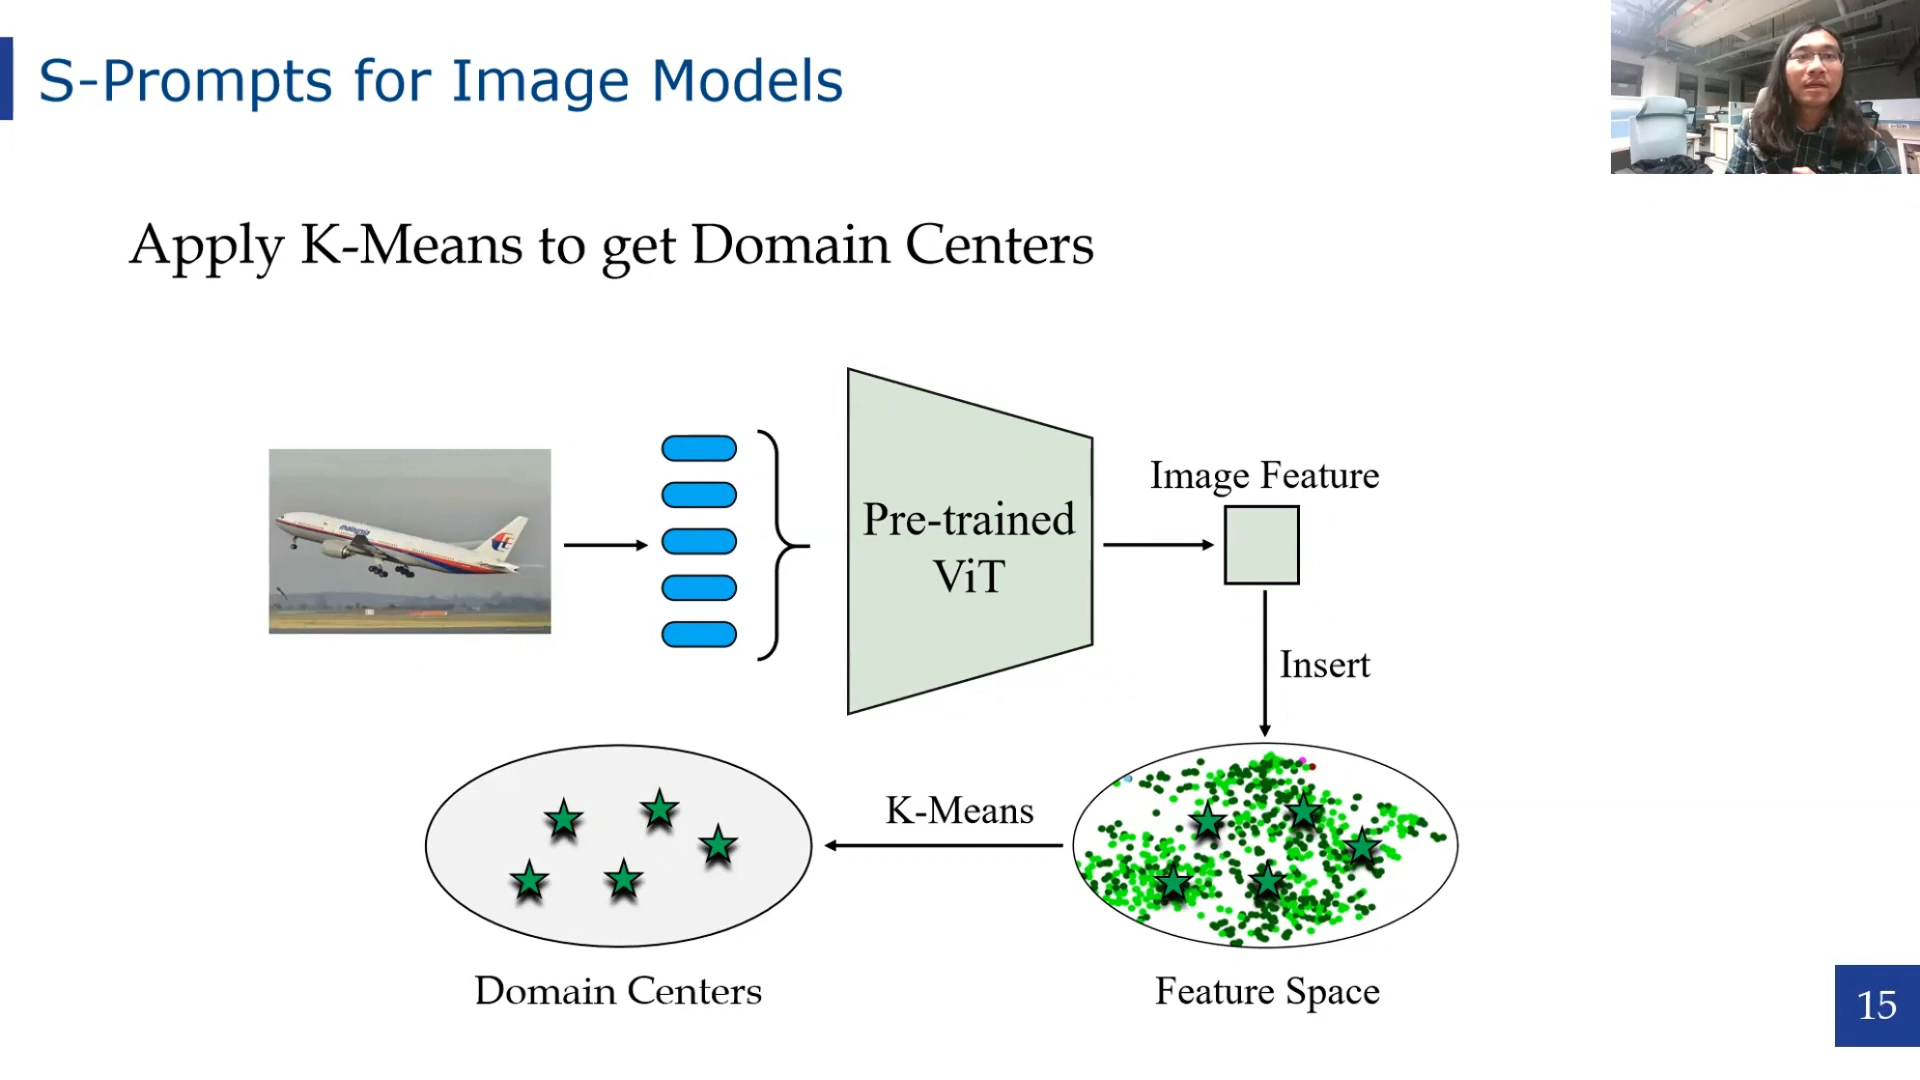 S-Prompts for Image Models
Apply K-Means to get Domain Centers
malaysia
Pre-trained
ViT
Image Feature
Insert
K-Means
Domain Centers
Feature Space
15